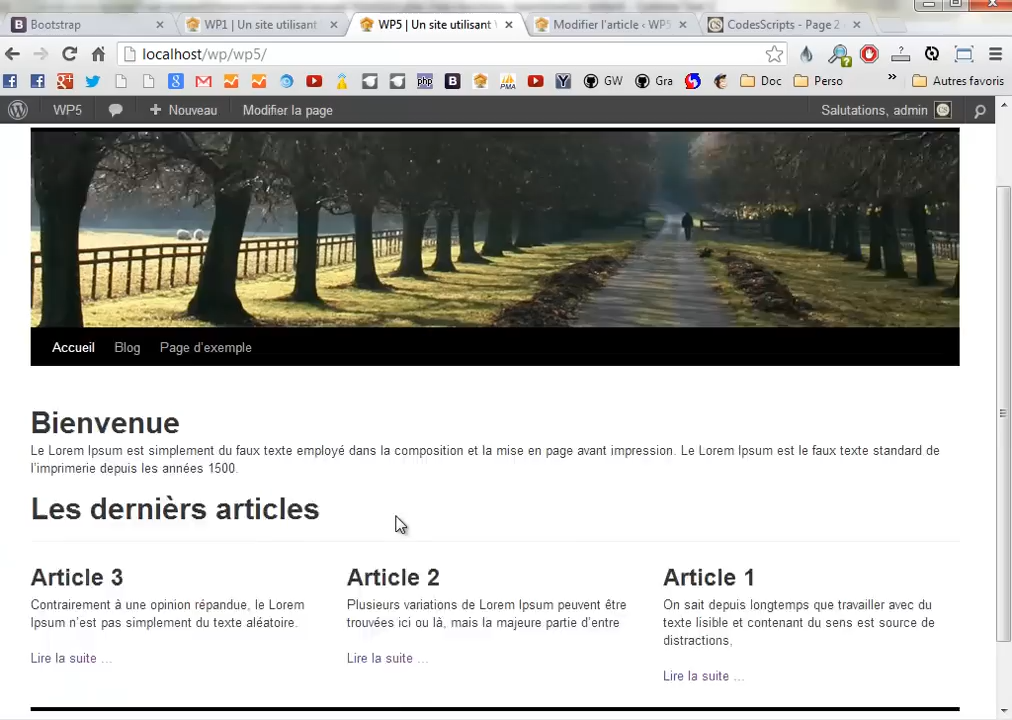 Bootstrap
WP1 | Un site utilisant
WP5 | Un site utilisant
Modifier l'article ‹ WP5
CodesScripts - Page 2
localhost/wp/wp5/
GW
Gra
Doc
Perso
»
Autres favoris
WP5
+ Nouveau
Modifier la page
Salutations, admin
Accueil
Blog
Page d'exemple
Bienvenue
Le Lorem Ipsum est simplement du faux texte employé dans la composition et la mise en page avant impression. Le Lorem Ipsum est le faux texte standard de
l'imprimerie depuis les années 1500.
Les dernièrs articles
Article 3
Contrairement à une opinion répandue, le Lorem
Ipsum n'est pas simplement du texte aléatoire.
Lire la suite …
Article 2
Plusieurs variations de Lorem Ipsum peuvent être
trouvées ici ou là, mais la majeure partie d'entre
Lire la suite …
Article 1
On sait depuis longtemps que travailler avec du
texte lisible et contenant du sens est source de
distractions,
Lire la suite …